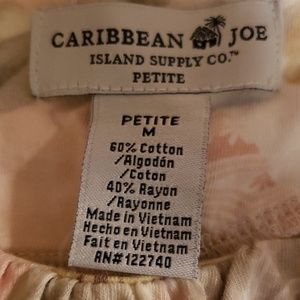 CARIBBEAN JOE
ISLAND SUPPLY CO.™
PETITE
PETITE
M
60% Cotton
/Algodón
/Coton
40% Rayon
/Rayonne
Made in Vietnam
Hecho en Vietnam
Fait en Vietnam
RN#122740